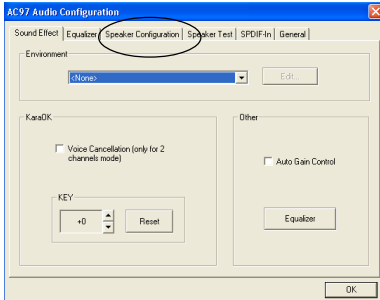 AC97 Audio Configuration
Sound Effect Equalizer Speaker Configuration Speaker Test SPDIF-In General
Environment
<None>
Edit...
KaraOK
Other
Voice Cancellation (only for 2
channels mode)
Auto Gain Control
KEY
+0
Reset
Equalizer
OK